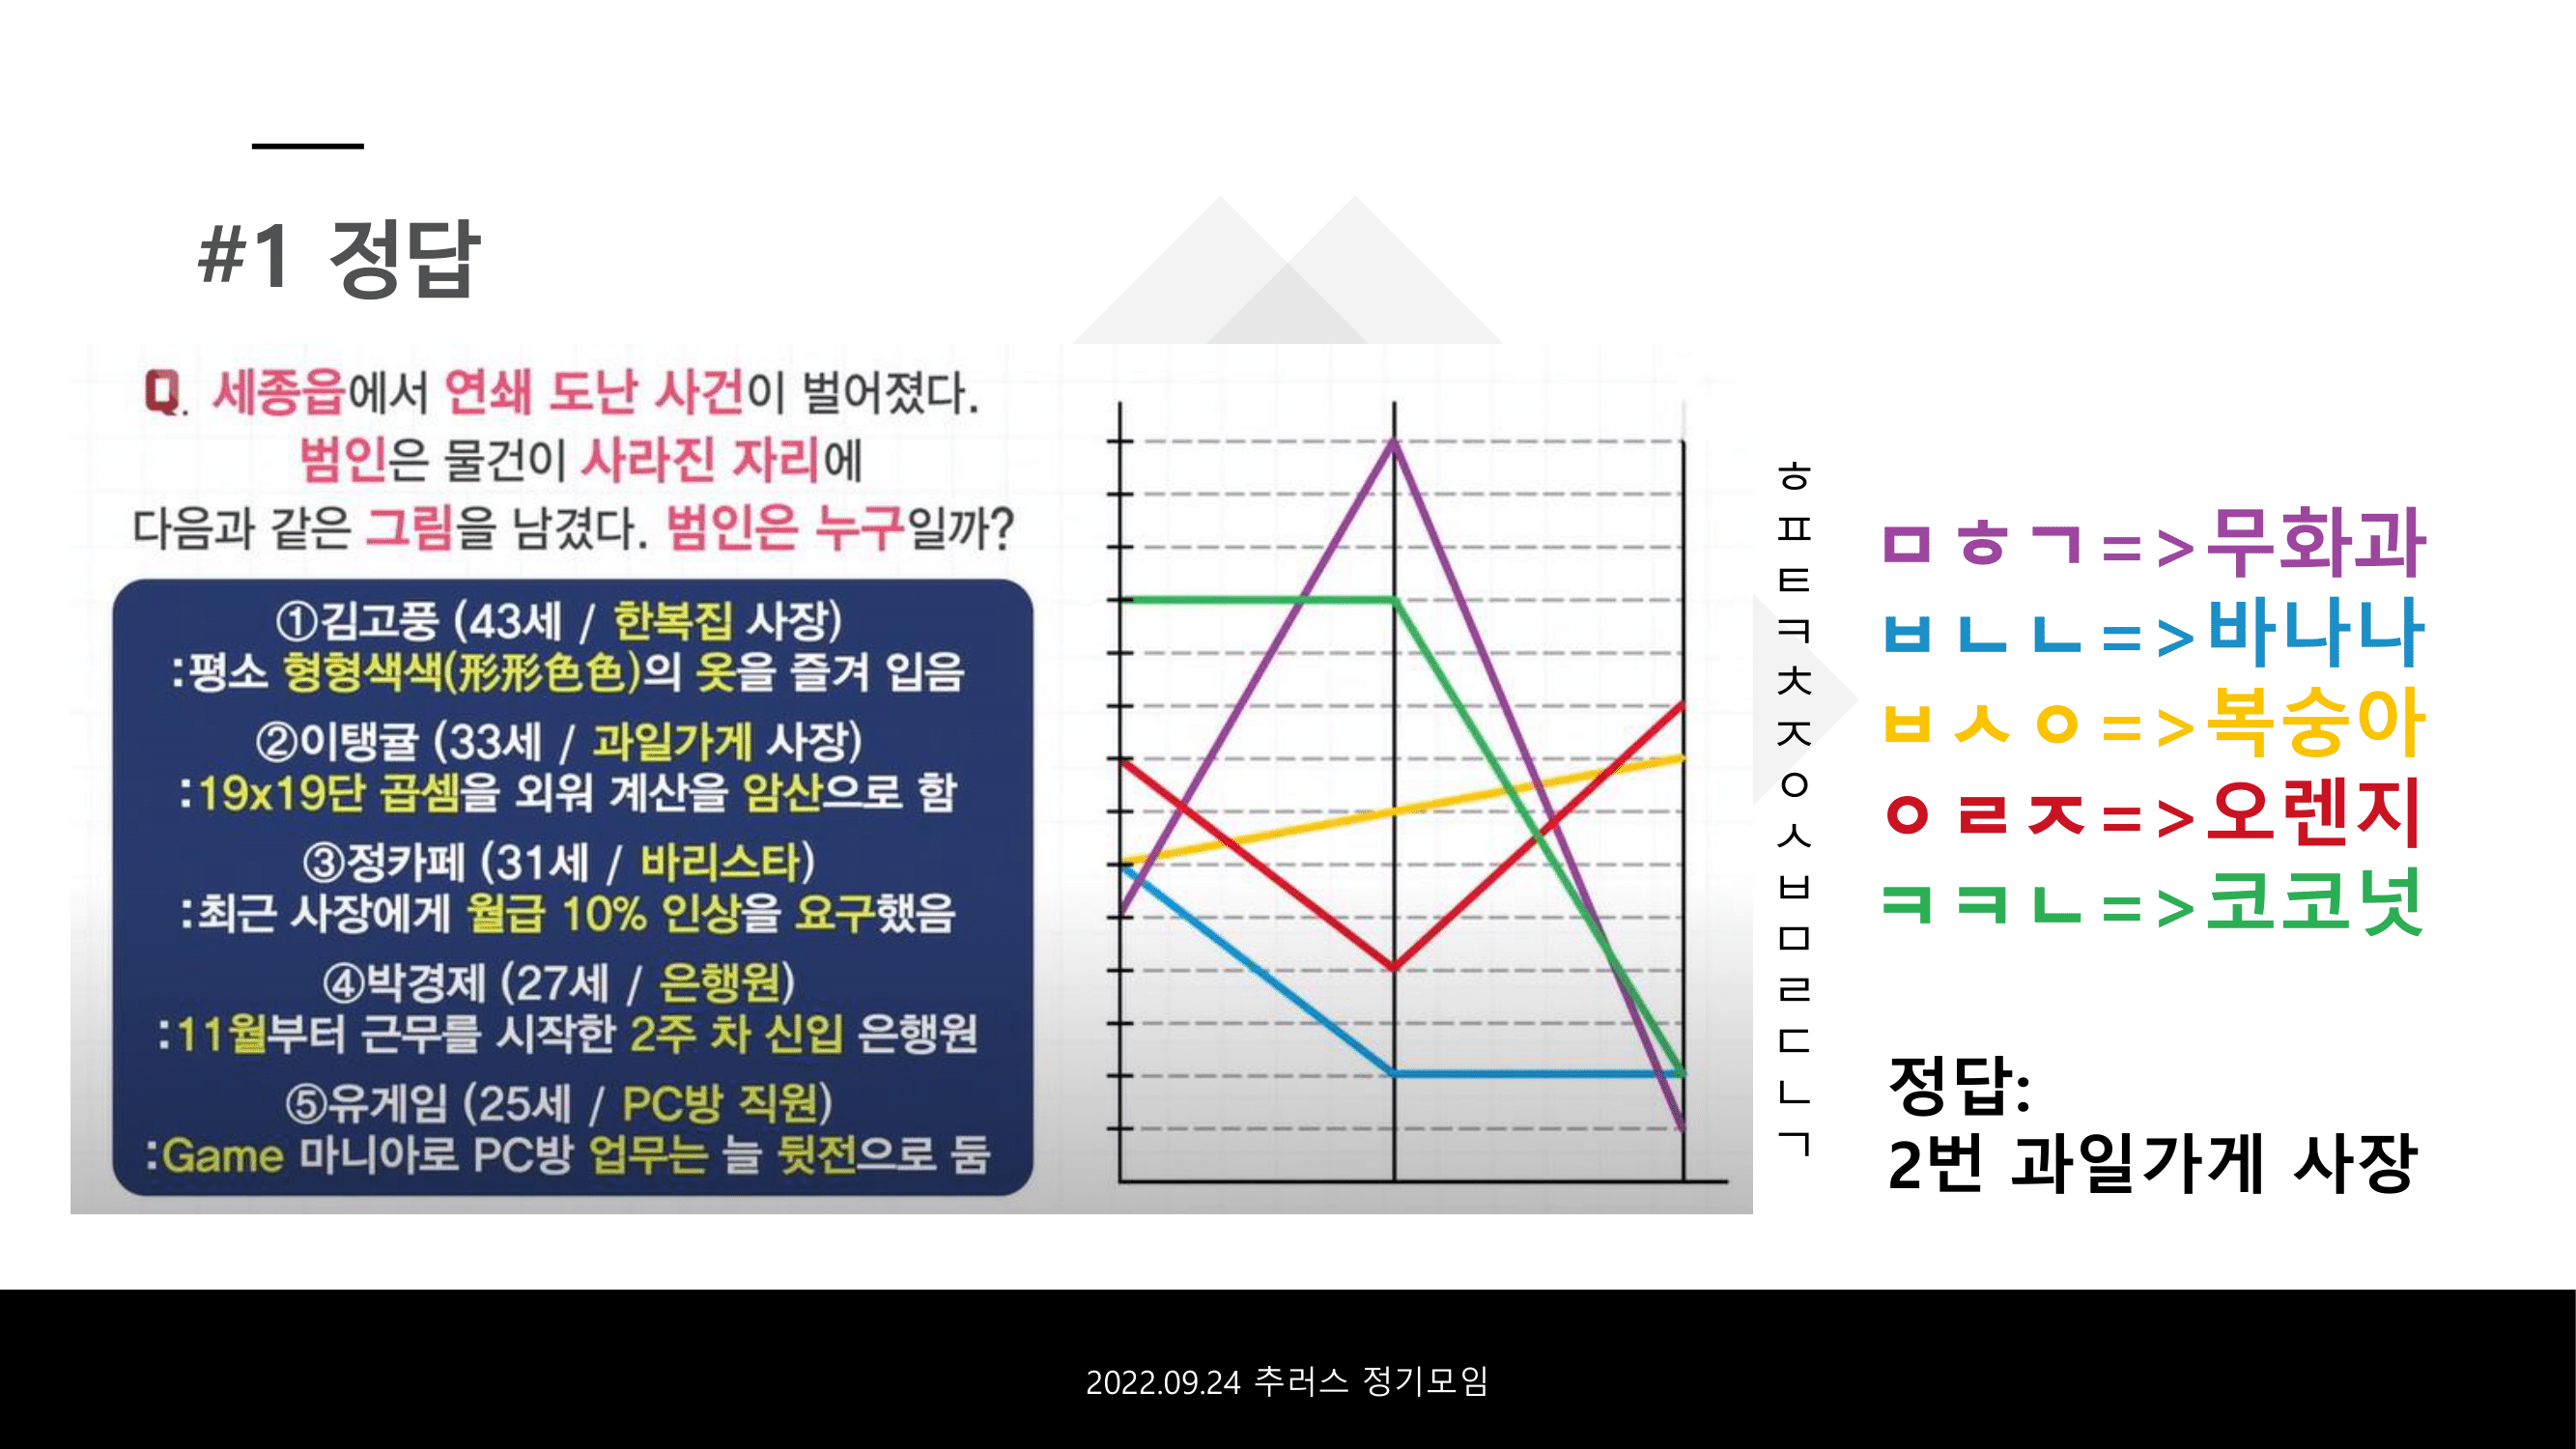 #1 정답
Q. 세종읍에서 연쇄 도난 사건이 벌어졌다.
범인은 물건이 사라진 자리에
다음과 같은 그림을 남겼다. 범인은 누구일까?
①김고풍 (43세 / 한복집 사장)
:평소 형형색색(形形色色)의 옷을 즐겨 입음
②이탱귤 (33세 / 과일가게 사장)
:19x19단 곱셈을 외워 계산을 암산으로 함
③정카페 (31세 / 바리스타)
:최근 사장에게 월급 10% 인상을 요구했음
④박경제 (27세 / 은행원)
:11월부터 근무를 시작한 2주 차 신입 은행원
⑤유게임 (25세 / PC방 직원)
:Game 마니아로 PC방 업무는 늘 뒷전으로 둠
ㅎ
ㅍ
ㅌ
ㅋ
ㅊ
ㅈ
ㅇ
ㅅ
ㅂ
ㅁ
ㄹ
ㄷ
ㄴ
ㄱ
ㅁㅎㄱ=>무화과
ㅂㄴㄴ=>바나나
ㅂㅅㅇ=>복숭아
ㅇㄹㅈ=>오렌지
ㅋㅋㄴ=>코코넛
정답:
2번 과일가게 사장
2022.09.24 추러스 정기모임